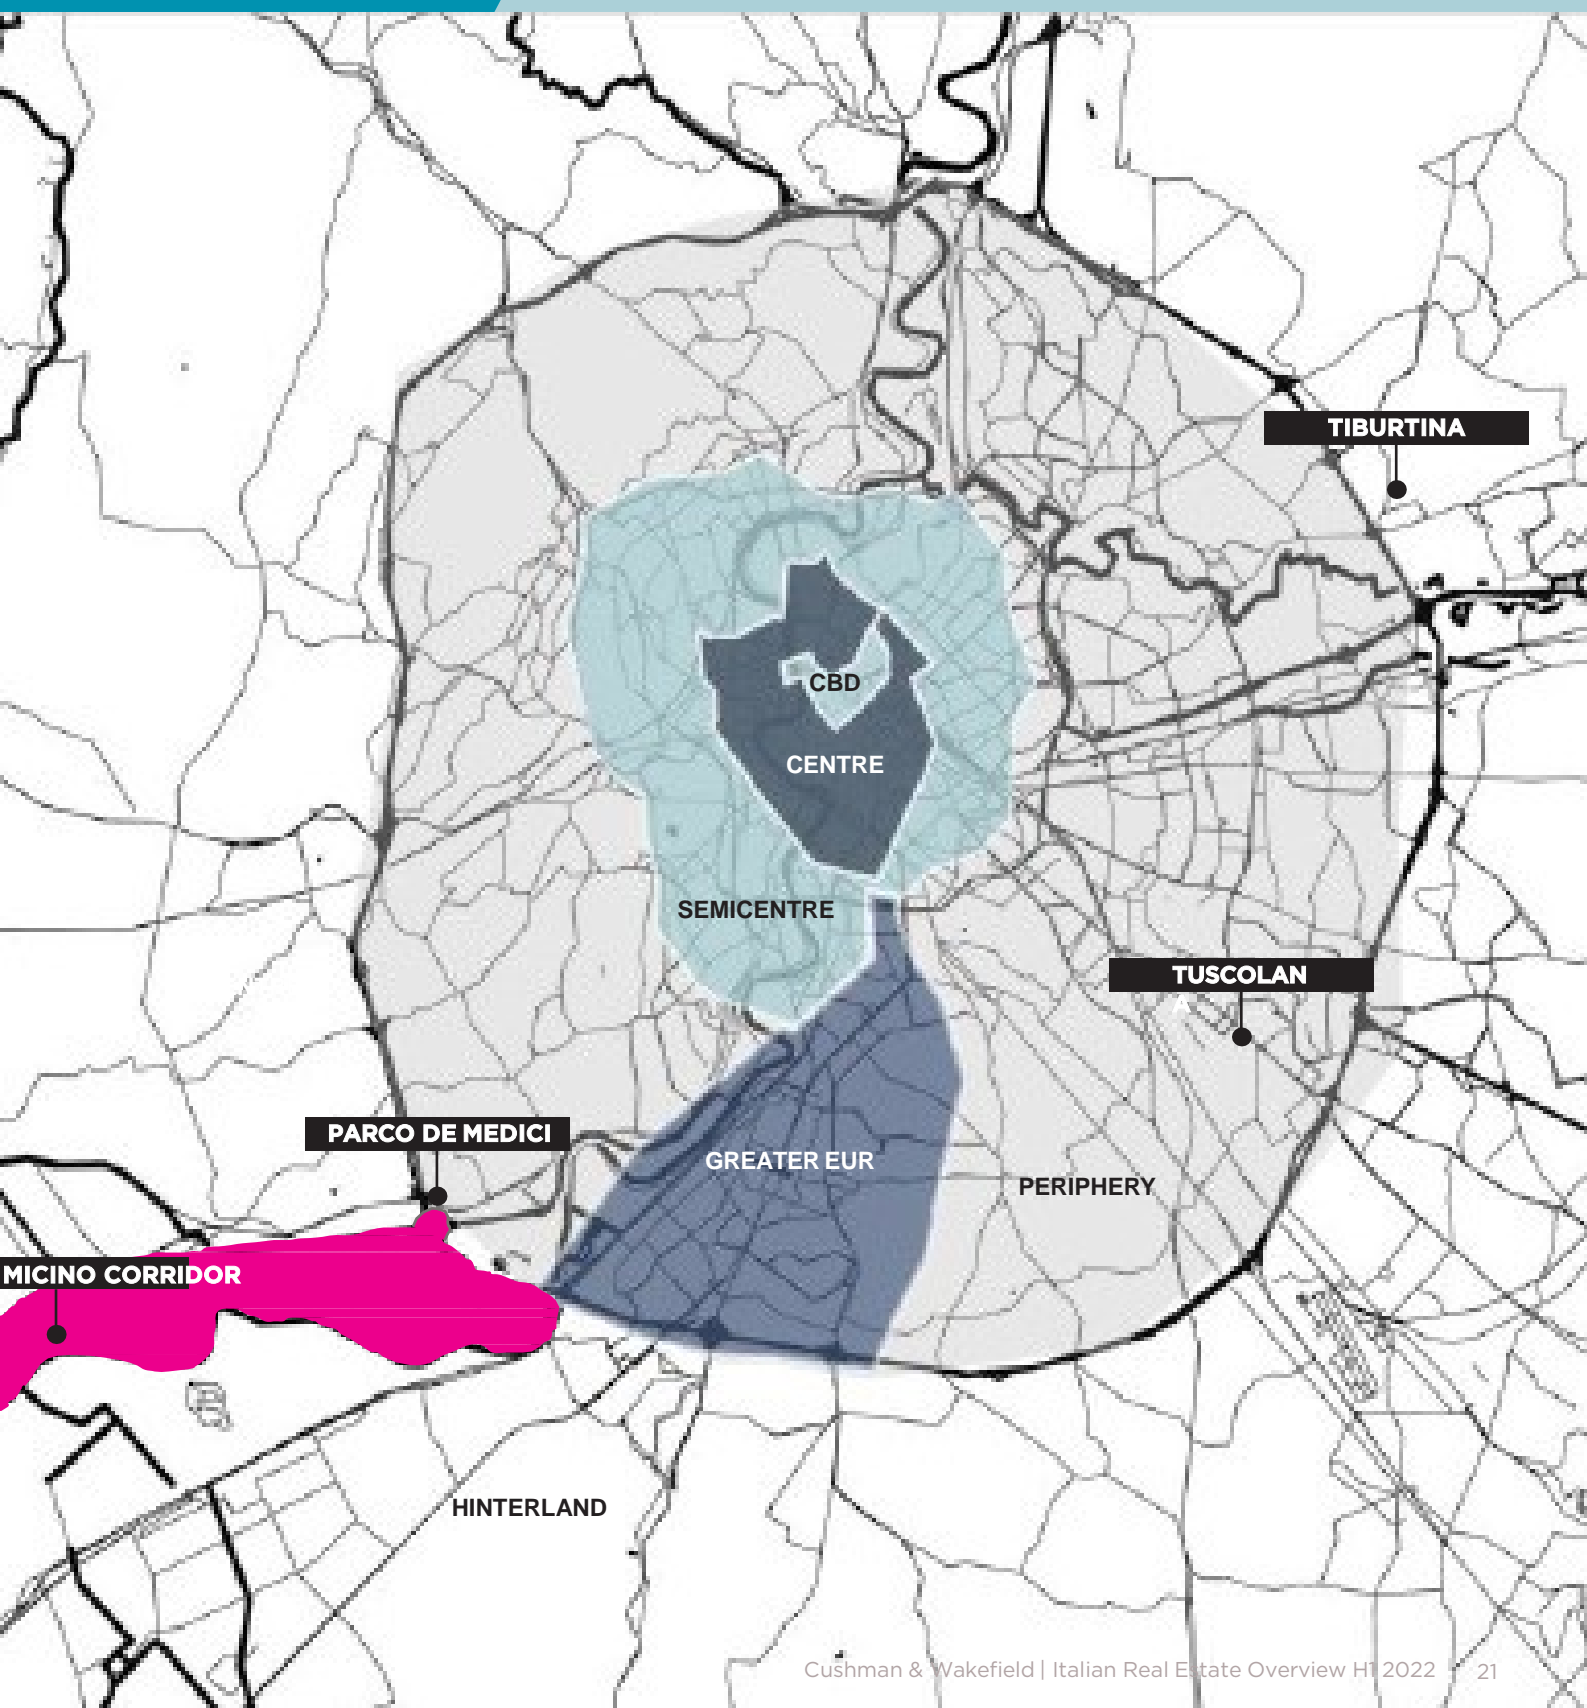 TIBURTINA
CBD
CENTRE
SEMICENTRE
TUSCOLAN
A
PARCO DE MEDICI
GREATER EUR
PERIPHERY
MICINO CORRIDOR
HINTERLAND
Cushman & Wakefield | Italian Real Estate Overview H1 2022 21